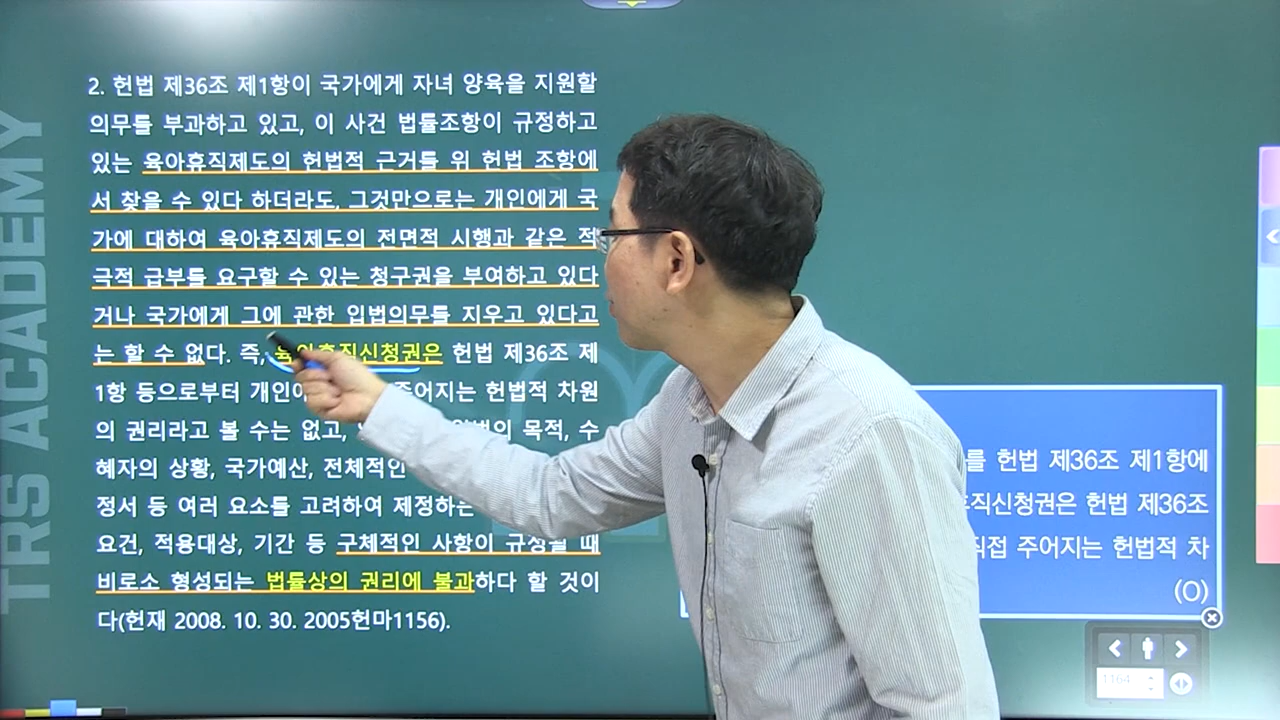 TRS ACADEMY
2. 헌법 제36조 제1항이 국가에게 자녀 양육을 지원할
의무를 부과하고 있고, 이 사건 법률조항이 규정하고
있는 육아휴직제도의 헌법적 근거를 위 헌법 조항에
서 찾을 수 있다 하더라도, 그것만으로는 개인에게 국
가에 대하여 육아휴직제도의 전면적 시행과 같은 적
극적 급부를 요구할 수 있는 청구권을 부여하고 있다
거나 국가에게 그에 관한 입법의무를 지우고 있다고
는 할 수 없다. 즉, 육아휴직신청권은 헌법 제36조 제
1항 등으로부터 주어지는 헌법적 차원
의 권리라고 볼 수는 없고, 목적, 수
혜자의 상황, 국가예산, 전체적인
정서 등 여러 요소를 고려하여 제정하는
요건, 적용대상, 기간 등 구체적인 사항이 규정될 때
비로소 형성되는 법률상의 권리에 불과하다 할 것이
다(헌재 2008. 10. 30. 2005헌마1156).
를 헌법 제36조 제1항에
직신청권은 헌법 제36조
직접 주어지는 헌법적 차
(O)
1164